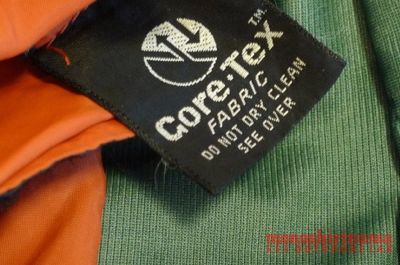 TM
Gore-Tex
FABRIC
DO NOT DRY CLEAN
SEE OVER